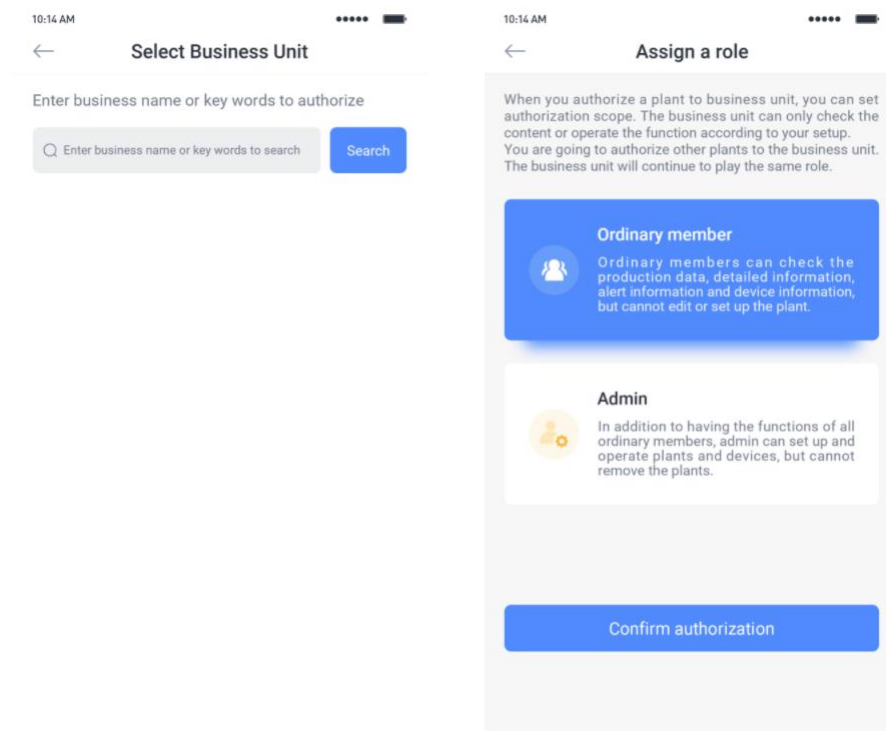 10:14 AM
Select Business Unit
Enter business name or key words to authorize
Enter business name or key words to search
Search
10:14 AM
Assign a role
When you authorize a plant to business unit, you can set
authorization scope. The business unit can only check the
content or operate the function according to your setup.
You are going to authorize other plants to the business unit.
The business unit will continue to play the same role.
Ordinary member
Ordinary members can check the
production data, detailed information,
alert information and device information,
but cannot edit or set up the plant.
Admin
In addition to having the functions of all
ordinary members, admin can set up and
operate plants and devices, but cannot
remove the plants.
Confirm authorization